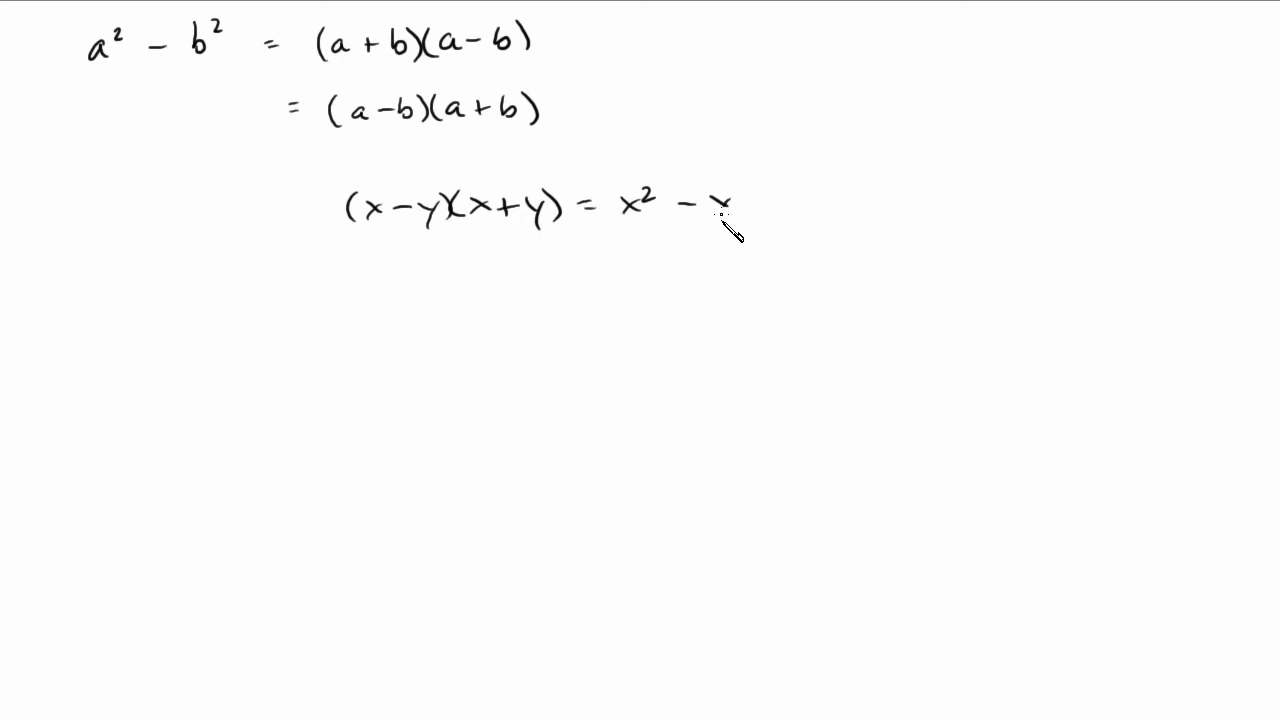 a² - b² = (a + b)(a - b)
= (a - b)(a + b)
(x - y)(x + y) = x² -